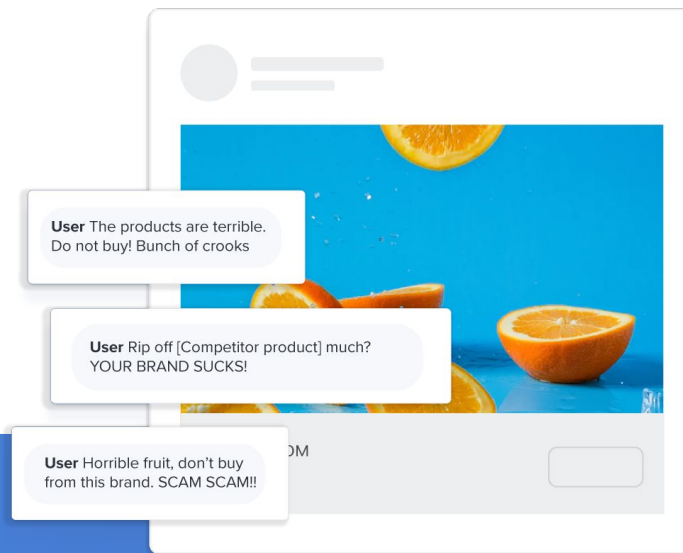 User The products are terrible.
Do not buy! Bunch of crooks
User Rip off [Competitor product] much?
YOUR BRAND SUCKS!
User Horrible fruit, don’t buy
from this brand. SCAM SCAM!!
OM